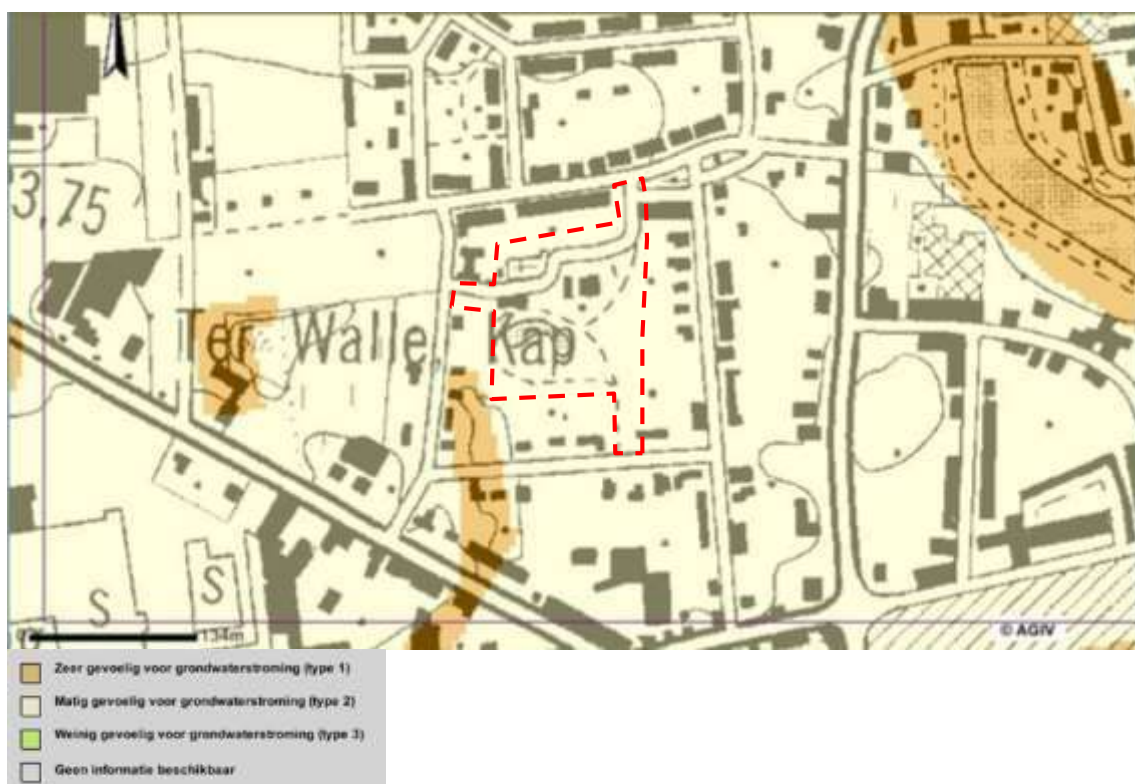 3,75
Ter Walle Kap
S
S
134m
© AGIV
Zeer gevoelig voor grondwaterstroming (type 1)
Matig gevoelig voor grondwaterstroming (type 2)
Weinig gevoelig voor grondwaterstroming (type 3)
Geen informatie beschikbaar